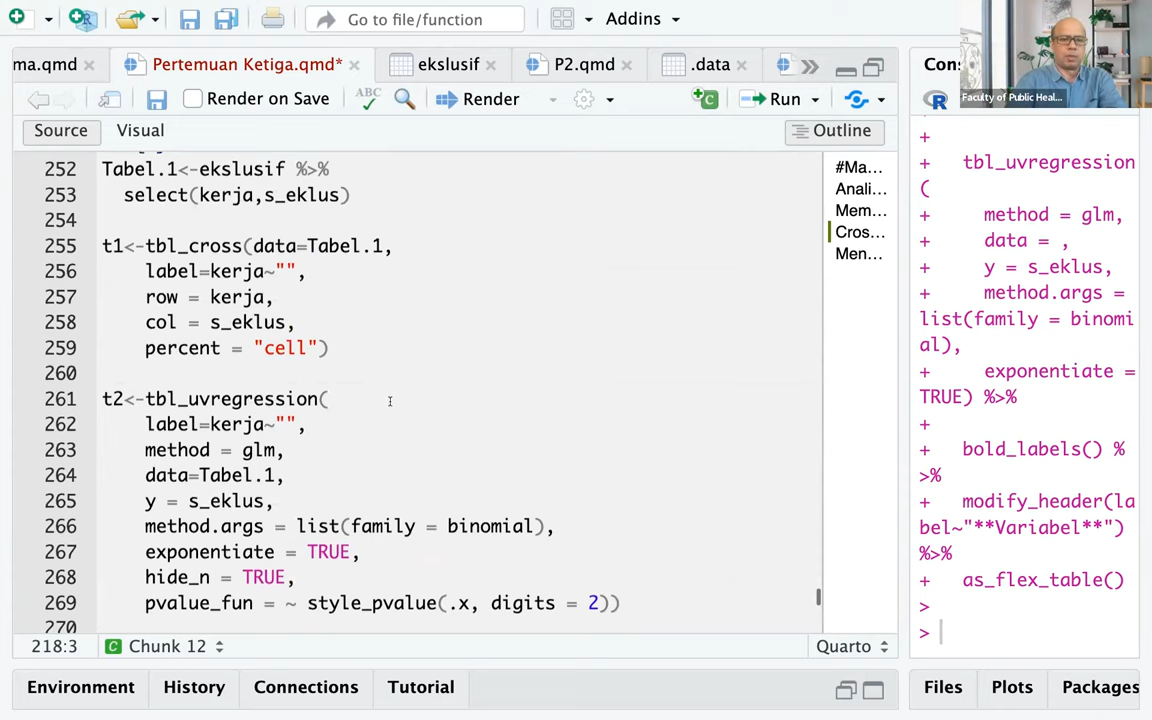 Go to file/function
Addins
ma.qmd
Pertemuan Ketiga.qmd*
ekslusif
P2.qmd
.data
Render on Save
ABC
Render
Run
Source
Visual
Outline
252 Tabel.1<-ekslusif %>%
253 select(kerja,s_eklus)
254
255 t1<-tbl_cross(data=Tabel.1,
256 label=kerja~"",
257 row = kerja,
258 col = s_eklus,
259 percent = "cell")
260
261 t2<-tbl_uvregression(
262 label=kerja~"",
263 method = glm,
264 data=Tabel.1,
265 y = s_eklus,
266 method.args = list(family = binomial),
267 exponentiate = TRUE,
268 hide_n = TRUE,
269 pvalue_fun = ~ style_pvalue(.x, digits = 2))
270
#Ma...
Anali...
Mem...
Cros...
Men...
218:3
C Chunk 12
Quarto
Environment
History
Connections
Tutorial
Cons
Faculty of Public Heal...
R
+
+ tbl_uvregression
(
+ method = glm,
+ data = ,
+ y = s_eklus,
+ method.args =
list(family = binomi
al),
+ exponentiate =
TRUE) %>%
+
+ bold_labels() %
>%
+ modify_header(la
bel~"**Variabel**")
%>%
+ as_flex_table()
>
>
Files
Plots
Packages